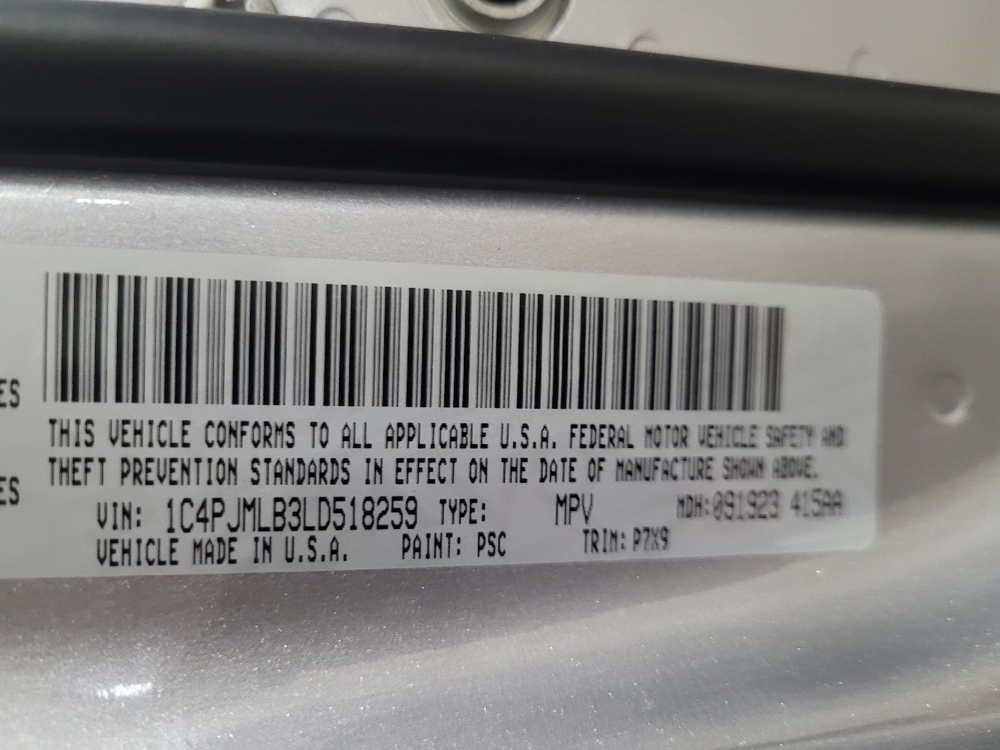 ES
ES
THIS VEHICLE CONFORMS TO ALL APPLICABLE U.S.A. FEDERAL MOTOR VEHICLE SAFETY AND
THEFT PREVENTION STANDARDS IN EFFECT ON THE DATE OF MANUFACTURE SHOWN ABOVE.
VIN: 1C4PJMLB3LD518259 TYPE: MPV MDH:091923 415AA
VEHICLE MADE IN U.S.A. PAINT: PSC TRIM: P7X9